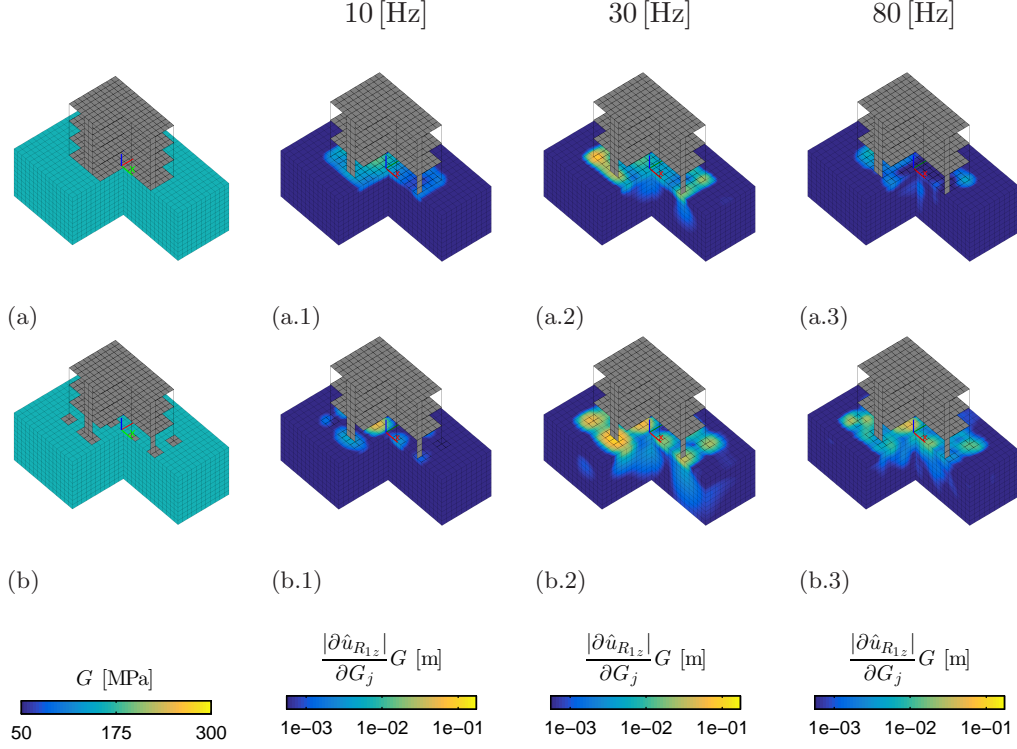 10 [Hz] 30 [Hz] 80 [Hz]
(a) (a.1) (a.2) (a.3)
(b) (b.1) (b.2) (b.3)
G [MPa]
50 175 300
|∂û_{R_{1z}}|/∂G_j G [m] |∂û_{R_{1z}}|/∂G_j G [m] |∂û_{R_{1z}}|/∂G_j G [m]
1e−03 1e−02 1e−01 1e−03 1e−02 1e−01 1e−03 1e−02 1e−01